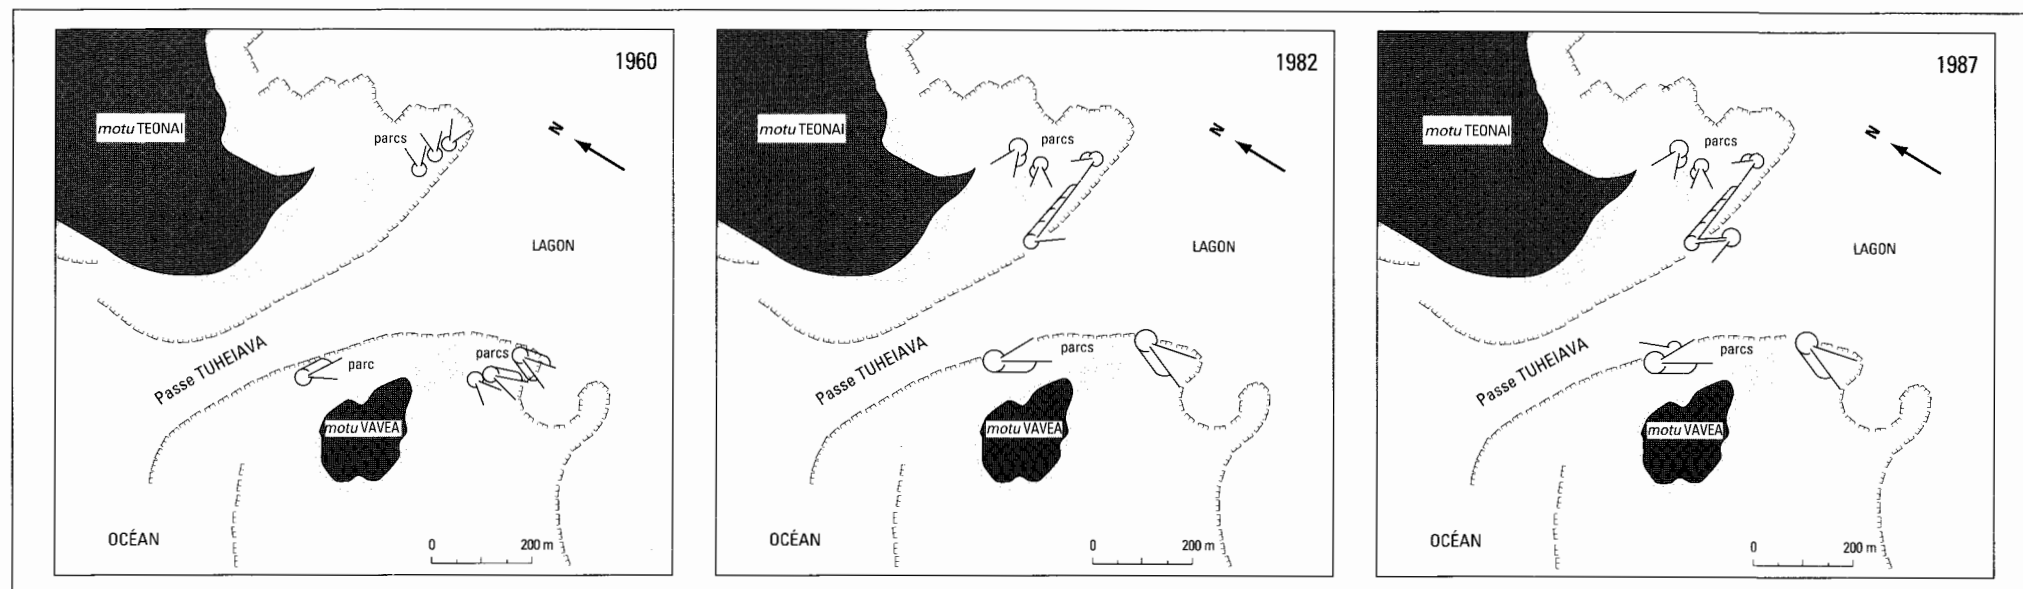 1960
motu TEONAI
parcs
N
LAGON
Passe TUHEIAVA
parc
parcs
motu VAVEA
OCÉAN
0 200 m
1982
motu TEONAI
parcs
N
LAGON
Passe TUHEIAVA
parcs
motu VAVEA
OCÉAN
0 200 m
1987
motu TEONAI
parcs
N
LAGON
Passe TUHEIAVA
parcs
motu VAVEA
OCÉAN
0 200 m